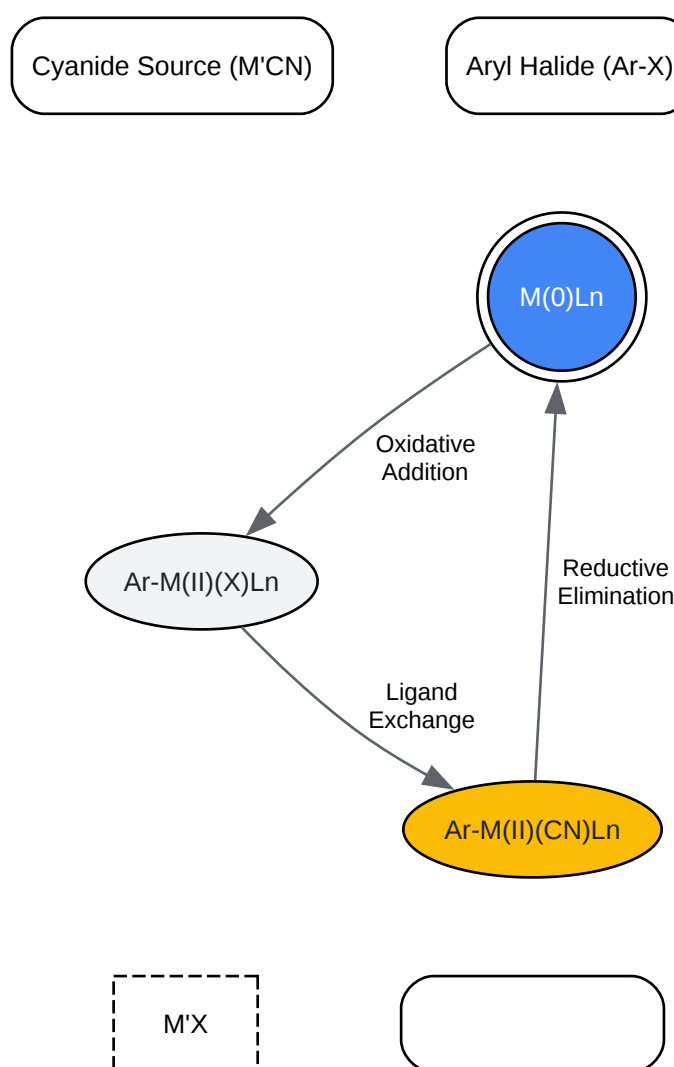 Cyanide Source (M'CN)
Aryl Halide (Ar-X)
M(0)Ln
Oxidative
Addition
Ar-M(II)(X)Ln
Reductive
Elimination
Ligand
Exchange
Ar-M(II)(CN)Ln
M'X